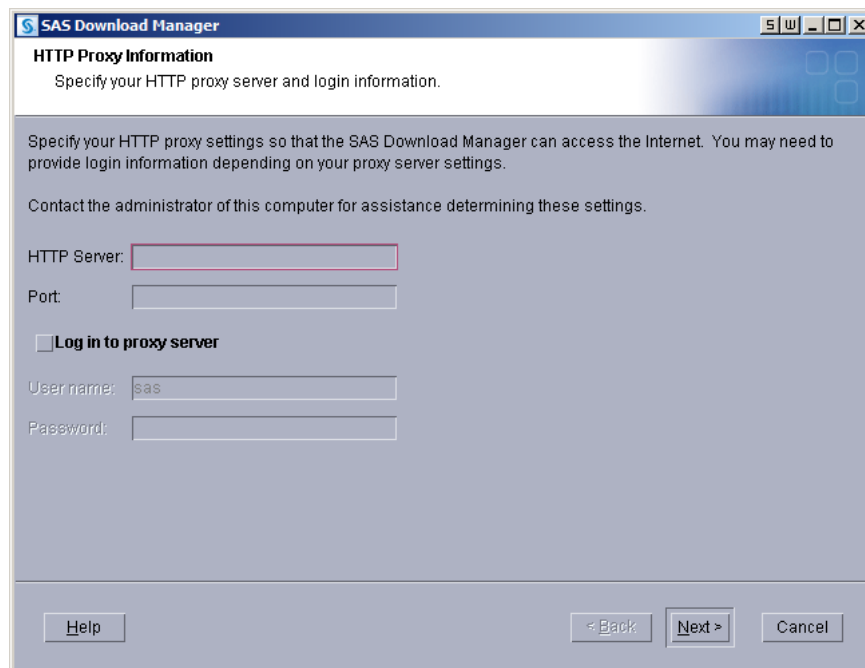 SAS Download Manager
S W
HTTP Proxy Information
Specify your HTTP proxy server and login information.
Specify your HTTP proxy settings so that the SAS Download Manager can access the Internet. You may need to
provide login information depending on your proxy server settings.
Contact the administrator of this computer for assistance determining these settings.
HTTP Server:
Port:
Log in to proxy server
User name: sas
Password:
Help < Back Next > Cancel